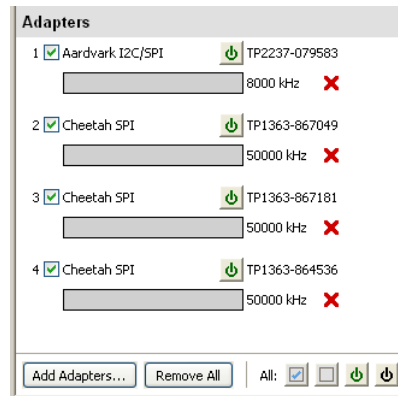 Adapters
1 Aardvark I2C/SPI TP2237-079583
8000 kHz
2 Cheetah SPI TP1363-867049
50000 kHz
3 Cheetah SPI TP1363-867181
50000 kHz
4 Cheetah SPI TP1363-864536
50000 kHz
Add Adapters... Remove All All: